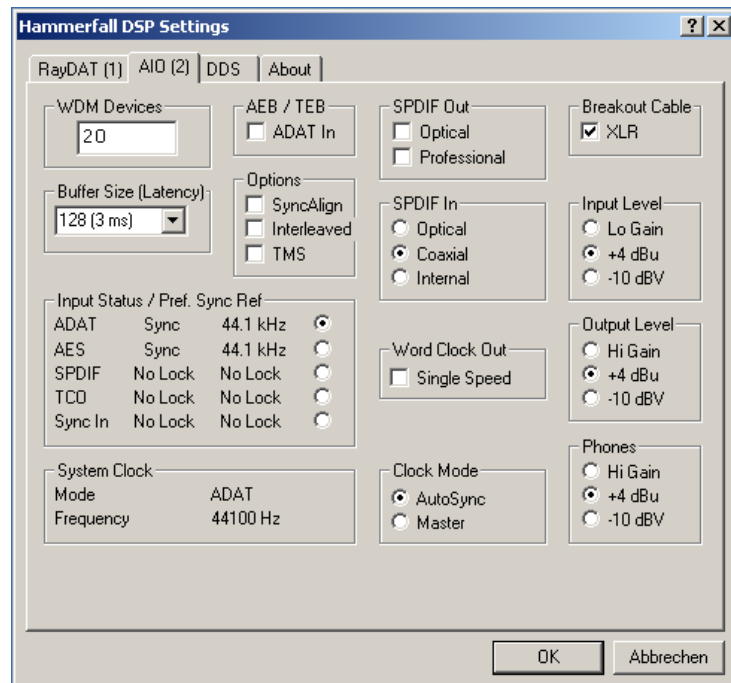 Hammerfall DSP Settings
RayDAT (1) AIO (2) DDS About
WDM Devices
20
AEB / TEB
ADAT In
SPDIF Out
Optical
Professional
Breakout Cable
XLR
Buffer Size (Latency)
128 (3 ms)
Options
SyncAlign
Interleaved
TMS
SPDIF In
Optical
Coaxial
Internal
Input Level
Lo Gain
+4 dBu
-10 dBV
Input Status / Pref. Sync Ref
ADAT Sync 44.1 kHz
AES Sync 44.1 kHz
SPDIF No Lock No Lock
TCO No Lock No Lock
Sync In No Lock No Lock
Word Clock Out
Single Speed
Output Level
Hi Gain
+4 dBu
-10 dBV
System Clock
Mode ADAT
Frequency 44100 Hz
Clock Mode
AutoSync
Master
Phones
Hi Gain
+4 dBu
-10 dBV
OK Abbrechen